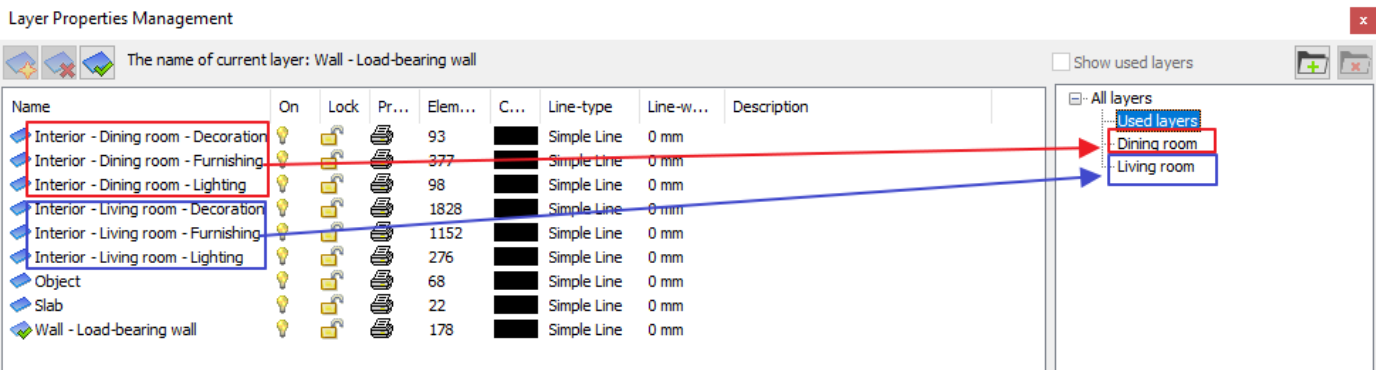 Layer Properties Management
x
The name of current layer: Wall - Load-bearing wall
Show used layers
Name On Lock Pr... Elem... C... Line-type Line-w... Description
Interior - Dining room - Decoration 93 Simple Line 0 mm
Interior - Dining room - Furnishing 377 Simple Line 0 mm
Interior - Dining room - Lighting 98 Simple Line 0 mm
Interior - Living room - Decoration 1828 Simple Line 0 mm
Interior - Living room - Furnishing 1152 Simple Line 0 mm
Interior - Living room - Lighting 276 Simple Line 0 mm
Object 68 Simple Line 0 mm
Slab 22 Simple Line 0 mm
Wall - Load-bearing wall 178 Simple Line 0 mm
All layers
Used layers
Dining room
Living room